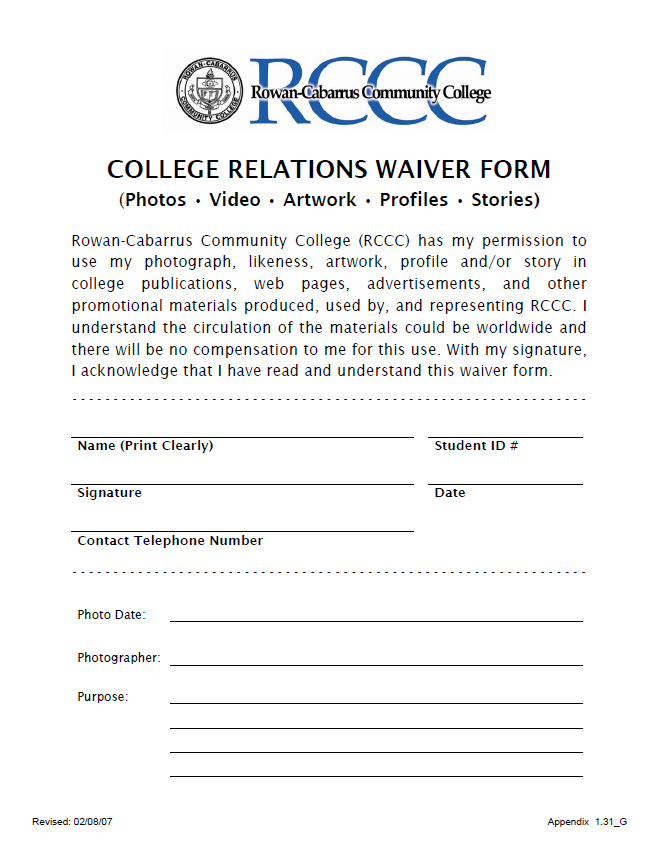 ROWAN-CABARRUS
COMMUNITY COLLEGE
RCCC
Rowan-Cabarrus Community College
COLLEGE RELATIONS WAIVER FORM
(Photos • Video • Artwork • Profiles • Stories)
Rowan-Cabarrus Community College (RCCC) has my permission to
use my photograph, likeness, artwork, profile and/or story in
college publications, web pages, advertisements, and other
promotional materials produced, used by, and representing RCCC. I
understand the circulation of the materials could be worldwide and
there will be no compensation to me for this use. With my signature,
I acknowledge that I have read and understand this waiver form.
Name (Print Clearly) Student ID #
Signature Date
Contact Telephone Number
Photo Date:
Photographer:
Purpose:
Revised: 02/08/07 Appendix 1.31_G